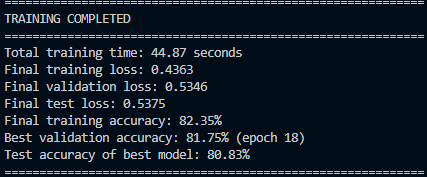 ================================================================
TRAINING COMPLETED
================================================================
Total training time: 44.87 seconds
Final training loss: 0.4363
Final validation loss: 0.5346
Final test loss: 0.5375
Final training accuracy: 82.35%
Best validation accuracy: 81.75% (epoch 18)
Test accuracy of best model: 80.83%
================================================================